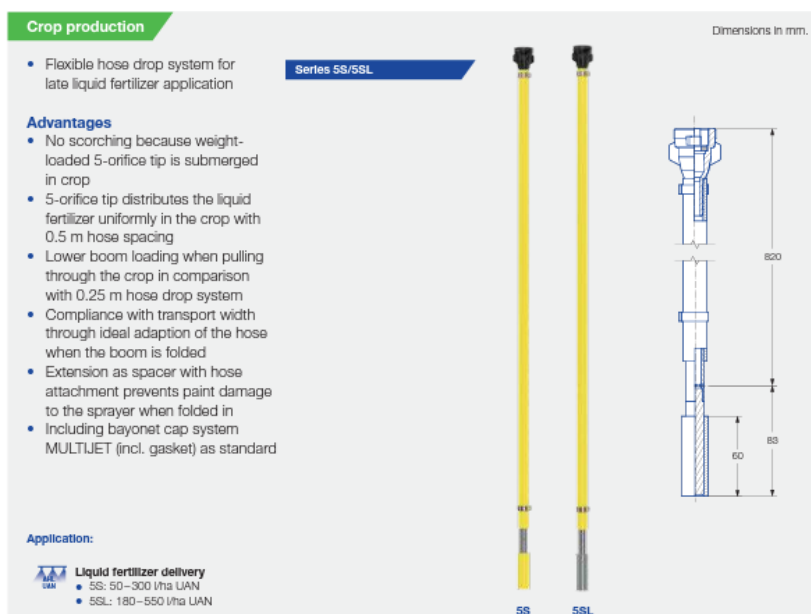 Crop production
Dimensions in mm.
• Flexible hose drop system for
late liquid fertilizer application
Series 5S/5SL
Advantages
• No scorching because weight-
loaded 5-orifice tip is submerged
in crop
• 5-orifice tip distributes the liquid
fertilizer uniformly in the crop with
0.5 m hose spacing
• Lower boom loading when pulling
through the crop in comparison
with 0.25 m hose drop system
• Compliance with transport width
through ideal adaption of the hose
when the boom is folded
• Extension as spacer with hose
attachment prevents paint damage
to the sprayer when folded in
• Including bayonet cap system
MULTIJET (incl. gasket) as standard
820
83
60
Application:
AHL
UAN
Liquid fertilizer delivery
• 5S: 50–300 l/ha UAN
• 5SL: 180–550 l/ha UAN
5S
5SL